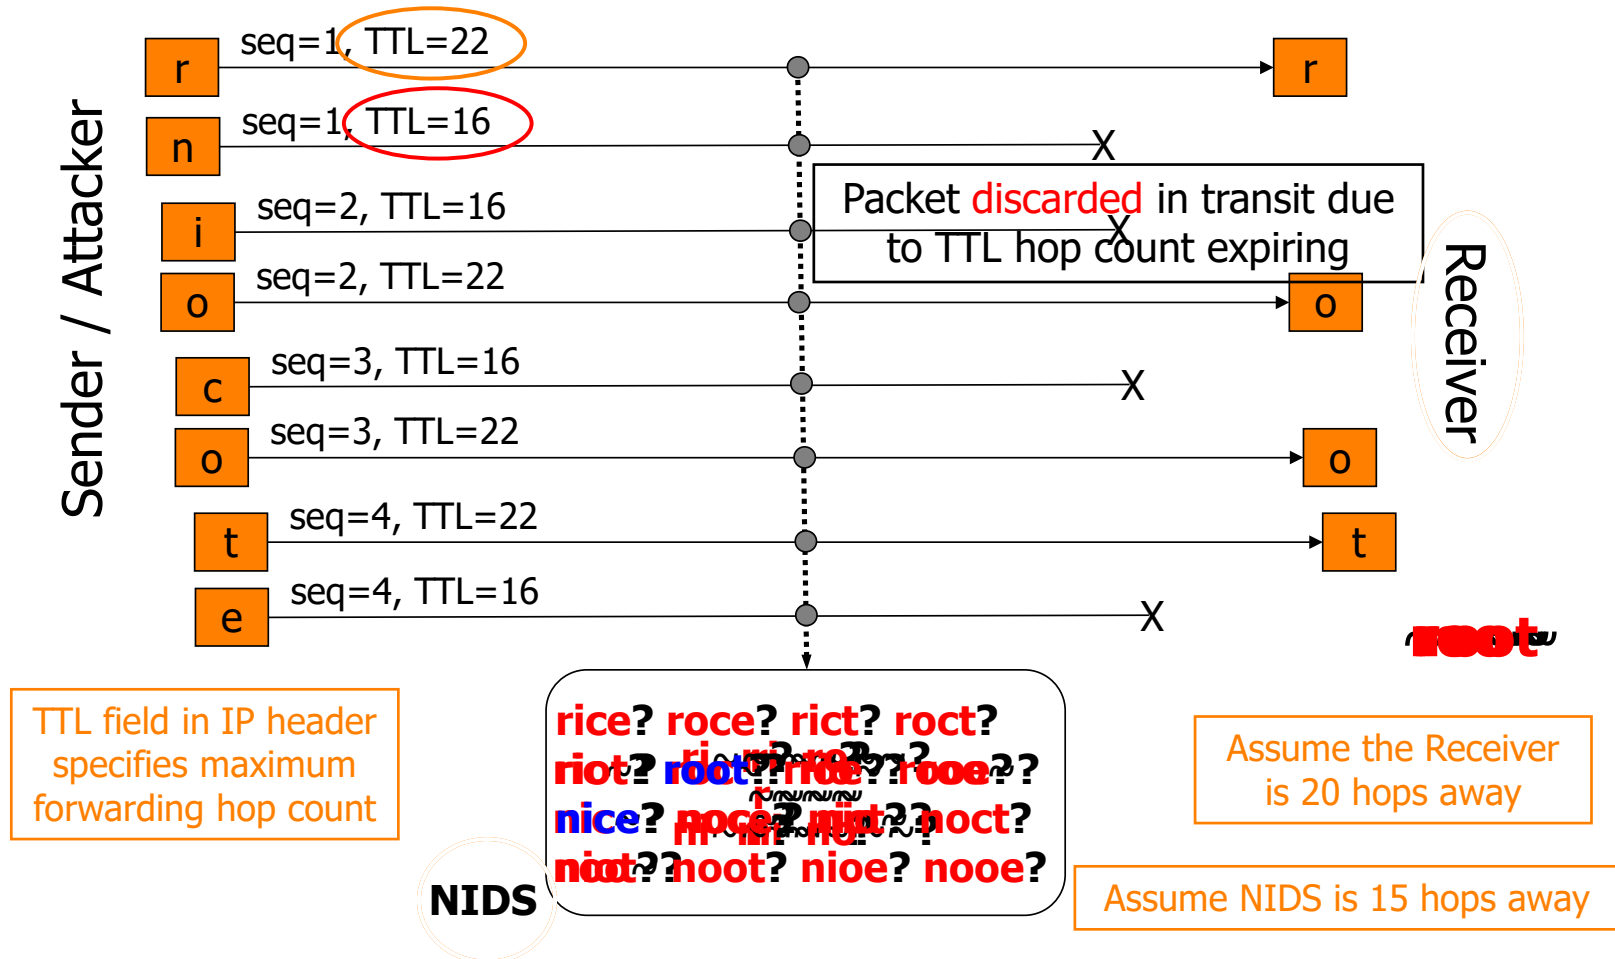 Sender / Attacker
r
seq=1, TTL=22
r
n
seq=1, TTL=16
X
Packet discarded in transit due
to TTL hop count expiring
i
seq=2, TTL=16
X
o
seq=2, TTL=22
o
Receiver
c
seq=3, TTL=16
X
o
seq=3, TTL=22
o
t
seq=4, TTL=22
t
e
seq=4, TTL=16
X
root
TTL field in IP header
specifies maximum
forwarding hop count
rice? roce? rict? roct?
root?
nice? noct?
noot? nioe? nooe?
NIDS
Assume the Receiver
is 20 hops away
Assume NIDS is 15 hops away